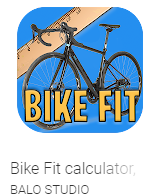 BIKE FIT
Bike Fit calculator,
BALO STUDIO